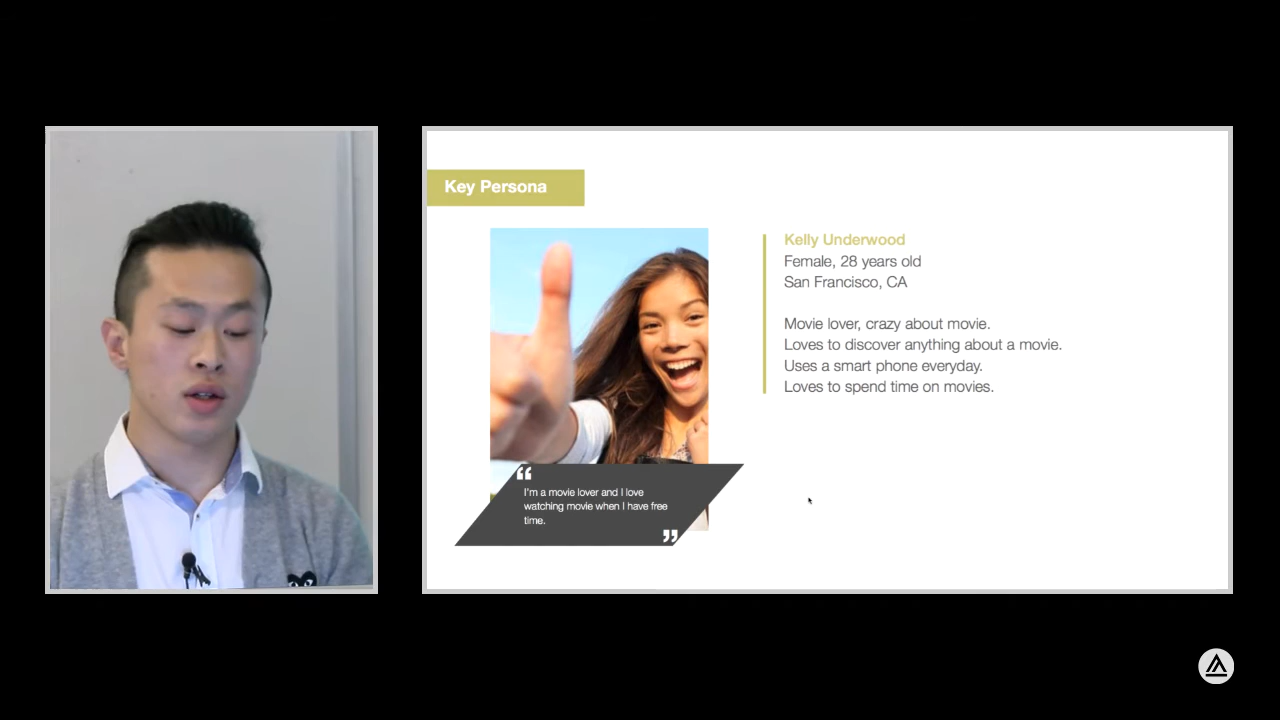 Key Persona
Kelly Underwood
Female, 28 years old
San Francisco, CA
Movie lover, crazy about movie.
Loves to discover anything about a movie.
Uses a smart phone everyday.
Loves to spend time on movies.
“
I'm a movie lover and I love
watching movie when I have free
time.
”